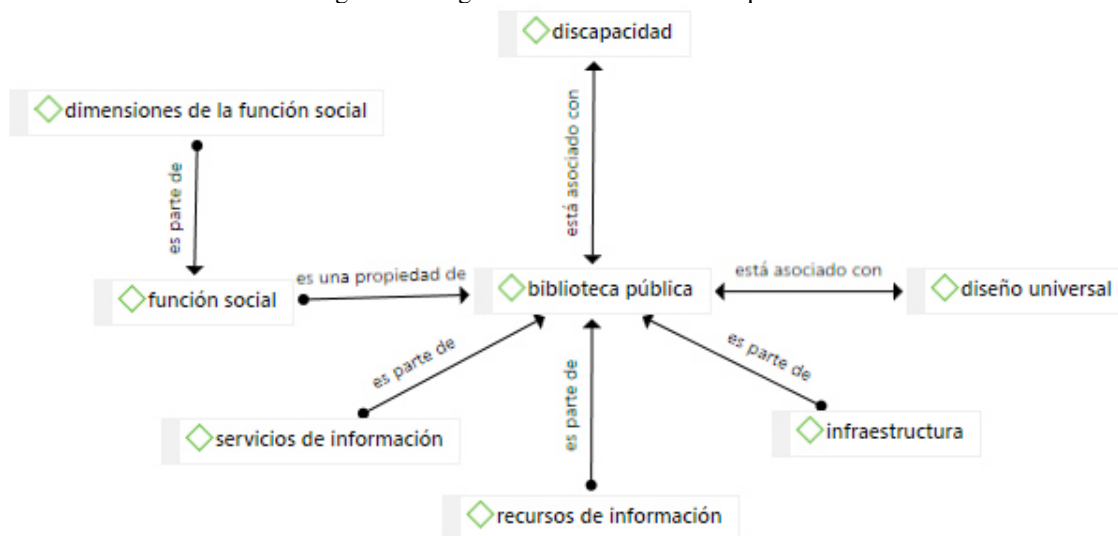 discapacidad
dimensiones de la función social
está asociado con
es parte de
es una propiedad de
está asociado con
función social
biblioteca pública
diseño universal
es parte de
es parte de
es parte de
servicios de información
infraestructura
recursos de información